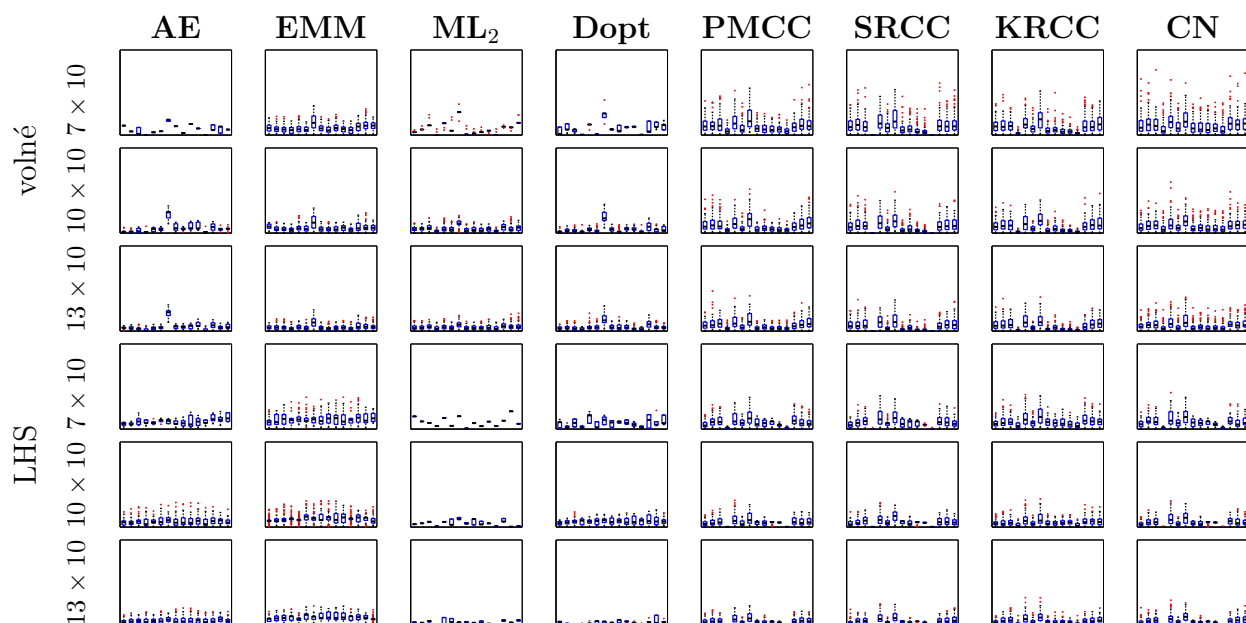 AE EMM ML₂ Dopt PMCC SRCC KRCC CN
volné
7 × 10
10 × 10
13 × 10
LHS
7 × 10
10 × 10
13 × 10